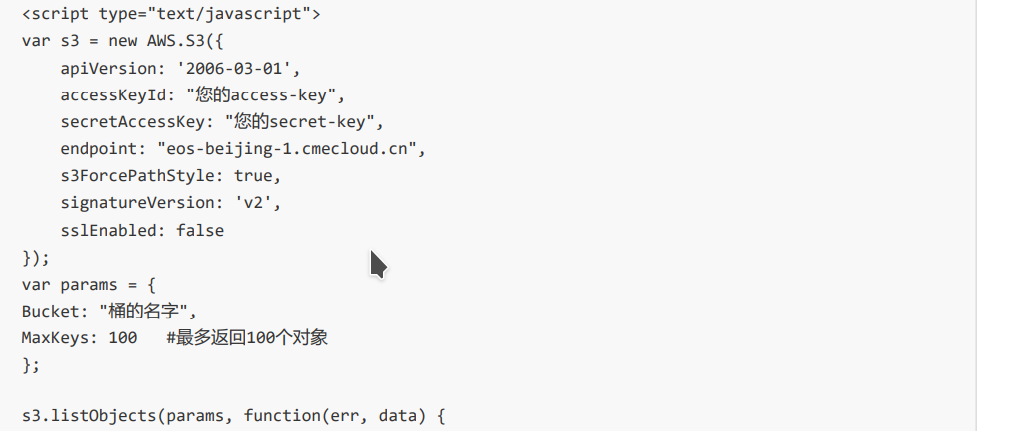 <script type="text/javascript">
var s3 = new AWS.S3({
    apiVersion: '2006-03-01',
    accessKeyId: "您的access-key",
    secretAccessKey: "您的secret-key",
    endpoint: "eos-beijing-1.cmecloud.cn",
    s3ForcePathStyle: true,
    signatureVersion: 'v2',
    sslEnabled: false
});
var params = {
Bucket: "桶的名字",
MaxKeys: 100   #最多返回100个对象
};

s3.listObjects(params, function(err, data) {